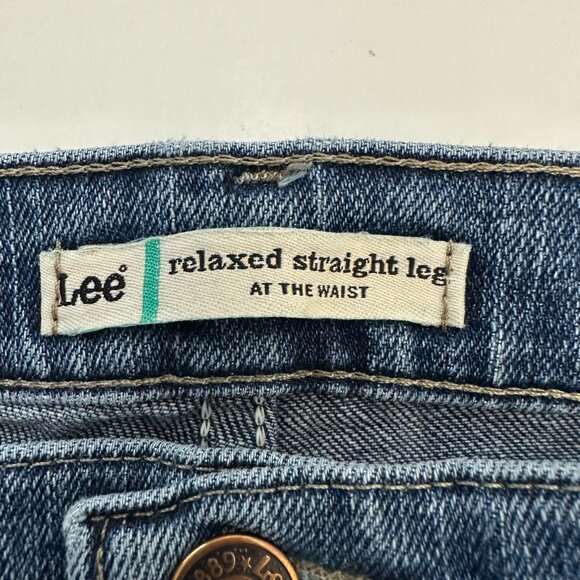 Lee®
relaxed straight leg
AT THE WAIST